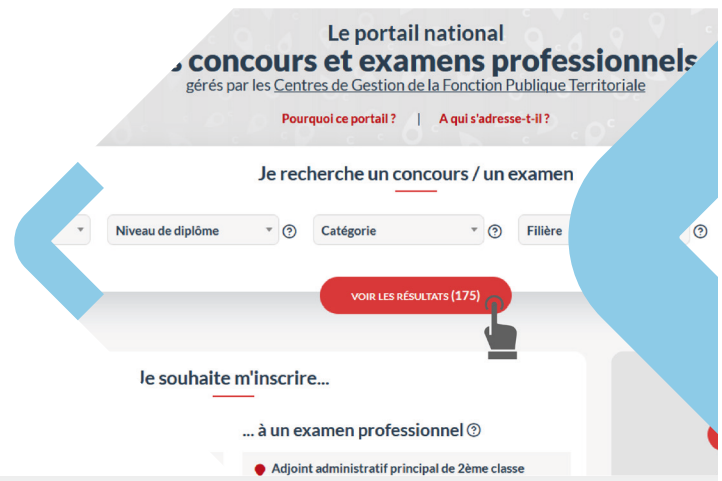 Le portail national
concours et examens professionnels
gérés par les Centres de Gestion de la Fonction Publique Territoriale
Pourquoi ce portail ? | A qui s'adresse-t-il ?
Je recherche un concours / un examen
Niveau de diplôme
Catégorie
Filière
VOIR LES RÉSULTATS (175)
Je souhaite m'inscrire...
... à un examen professionnel
Adjoint administratif principal de 2ème classe